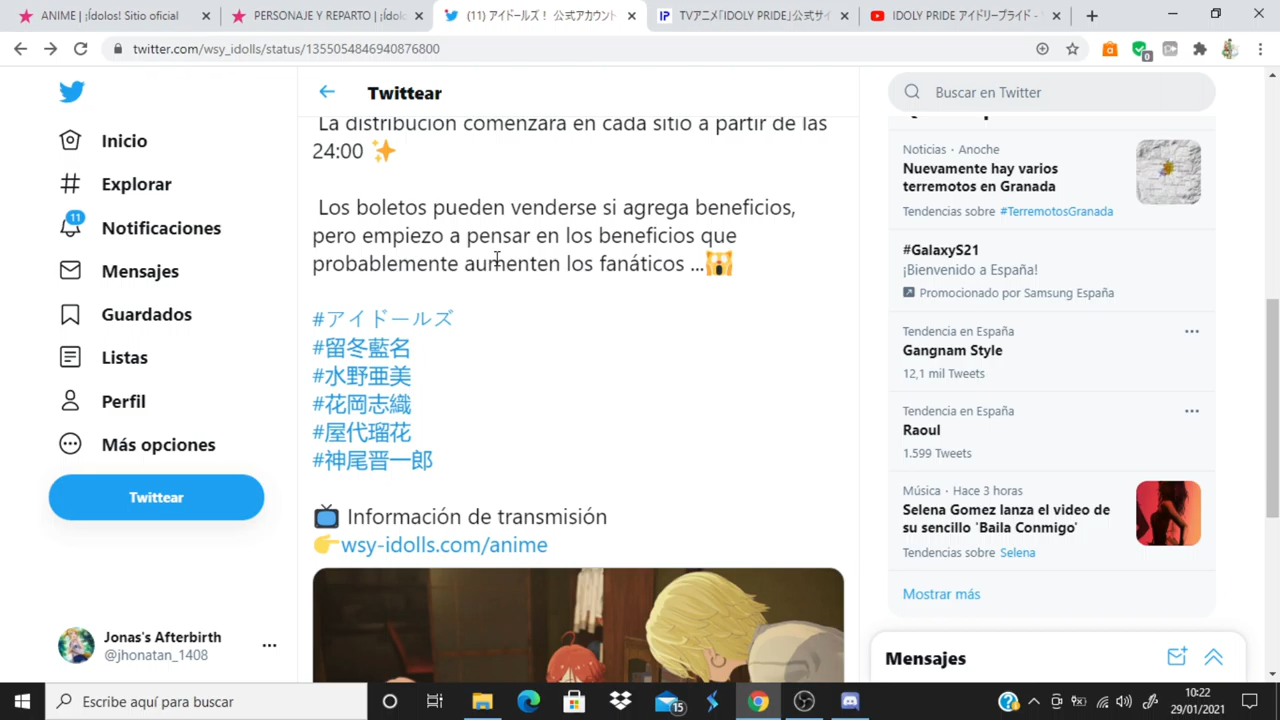 ANIME | ¡Ídolos! Sitio oficial
PERSONAJE Y REPARTO | ¡Ídolo
(11) アイドールズ！ 公式アカウント
TVアニメ「IDOLY PRIDE」公式サイ
IDOLY PRIDE アイドリープライド -
twitter.com/wsy_idolls/status/1355054846940876800
0
Inicio
Explorar
11
Notificaciones
Mensajes
Guardados
Listas
Perfil
Más opciones
Twittear
Jonas's Afterbirth
@jhonatan_1408
Twittear
La distribución comenzará en cada sitio a partir de las
24:00 ✨
Los boletos pueden venderse si agrega beneficios,
pero empiezo a pensar en los beneficios que
probablemente aumenten los fanáticos ...🙀
#アイドールズ
#留冬藍名
#水野亜美
#花岡志織
#屋代瑠花
#神尾晋一郎
📺 Información de transmisión
👉wsy-idolls.com/anime
Buscar en Twitter
Noticias · Anoche
Nuevamente hay varios
terremotos en Granada
Tendencias sobre #TerremotosGranada
#GalaxyS21
¡Bienvenido a España!
Promocionado por Samsung España
Tendencia en España
Gangnam Style
12,1 mil Tweets
Tendencia en España
Raoul
1.599 Tweets
Música · Hace 3 horas
Selena Gomez lanza el video de
su sencillo 'Baila Conmigo'
Tendencias sobre Selena
Mostrar más
Mensajes
Escribe aquí para buscar
15
10:22
29/01/2021